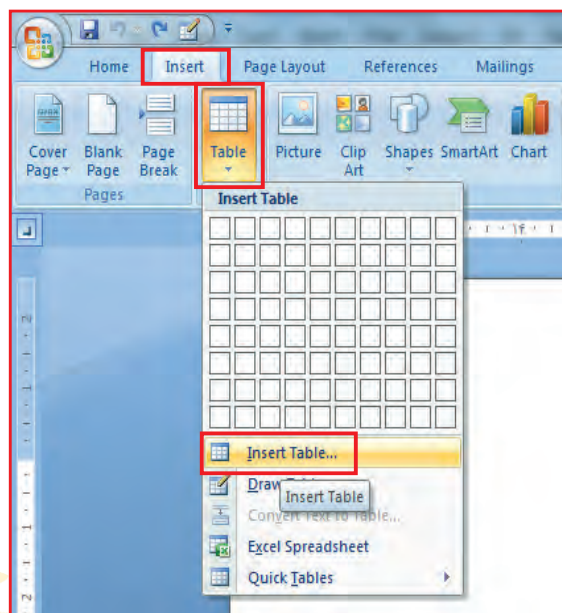 Home Insert Page Layout References Mailings
Cover Page Blank Page Page Break Table Picture Clip Art Shapes SmartArt Chart
Pages
Insert Table
Insert Table...
Insert Table
Convert Text to Table...
Excel Spreadsheet
Quick Tables